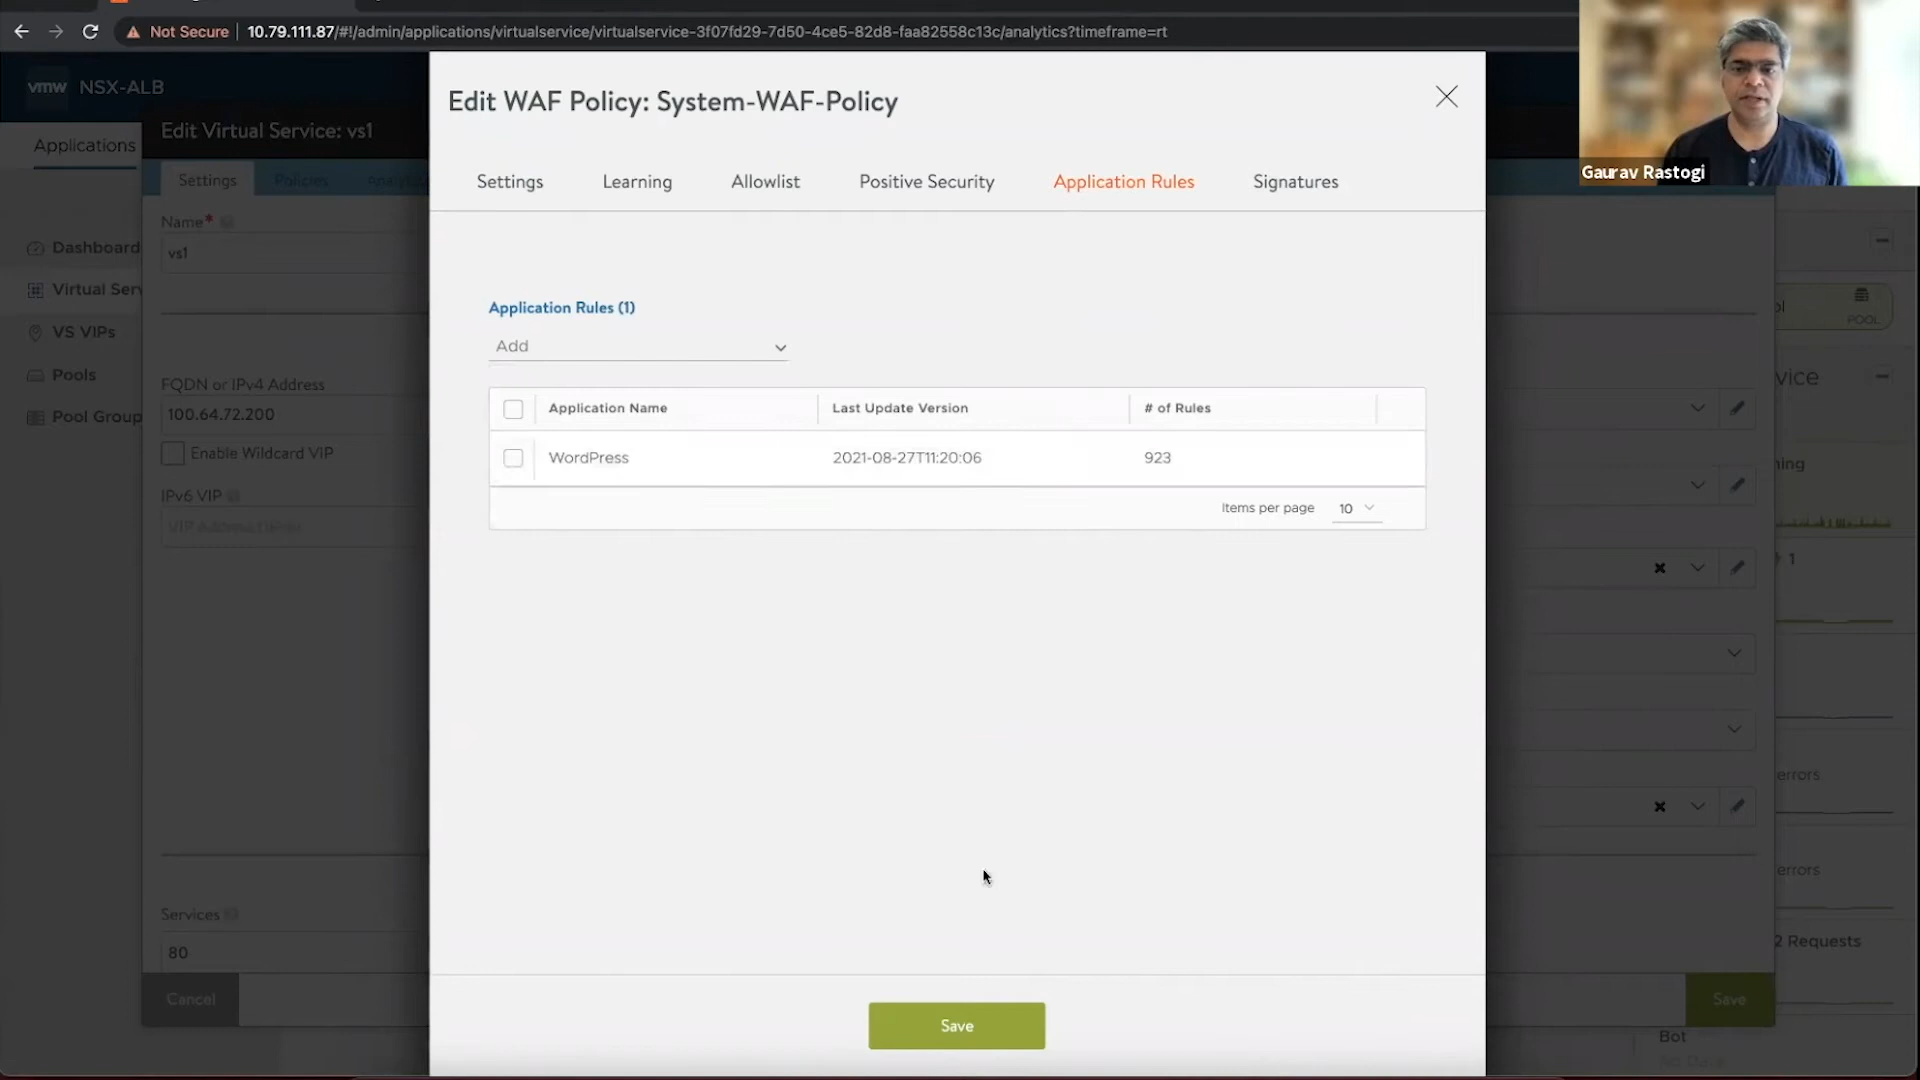 Not Secure
10.79.111.87/#!/admin/applications/virtualservice/virtualservice-3f07fd29-7d50-4ce5-82d8-faa82558c13c/analytics?timeframe=rt
vmw NSX-ALB
Applications
Dashboard
Virtual Serv
VS VIPs
Pools
Pool Group
Edit Virtual Service: vs1
Settings
Policies
Name*
vs1
FQDN or IPv4 Address
100.64.72.200
Enable Wildcard VIP
IPv6 VIP
Services
80
Cancel
Edit WAF Policy: System-WAF-Policy
Settings
Learning
Allowlist
Positive Security
Application Rules
Signatures
Application Rules (1)
Add
Application Name
Last Update Version
# of Rules
WordPress
2021-08-27T11:20:06
923
Items per page
10
Save
Gaurav Rastogi
POOL
vice
1
errors
errors
2 Requests
Save
Bot